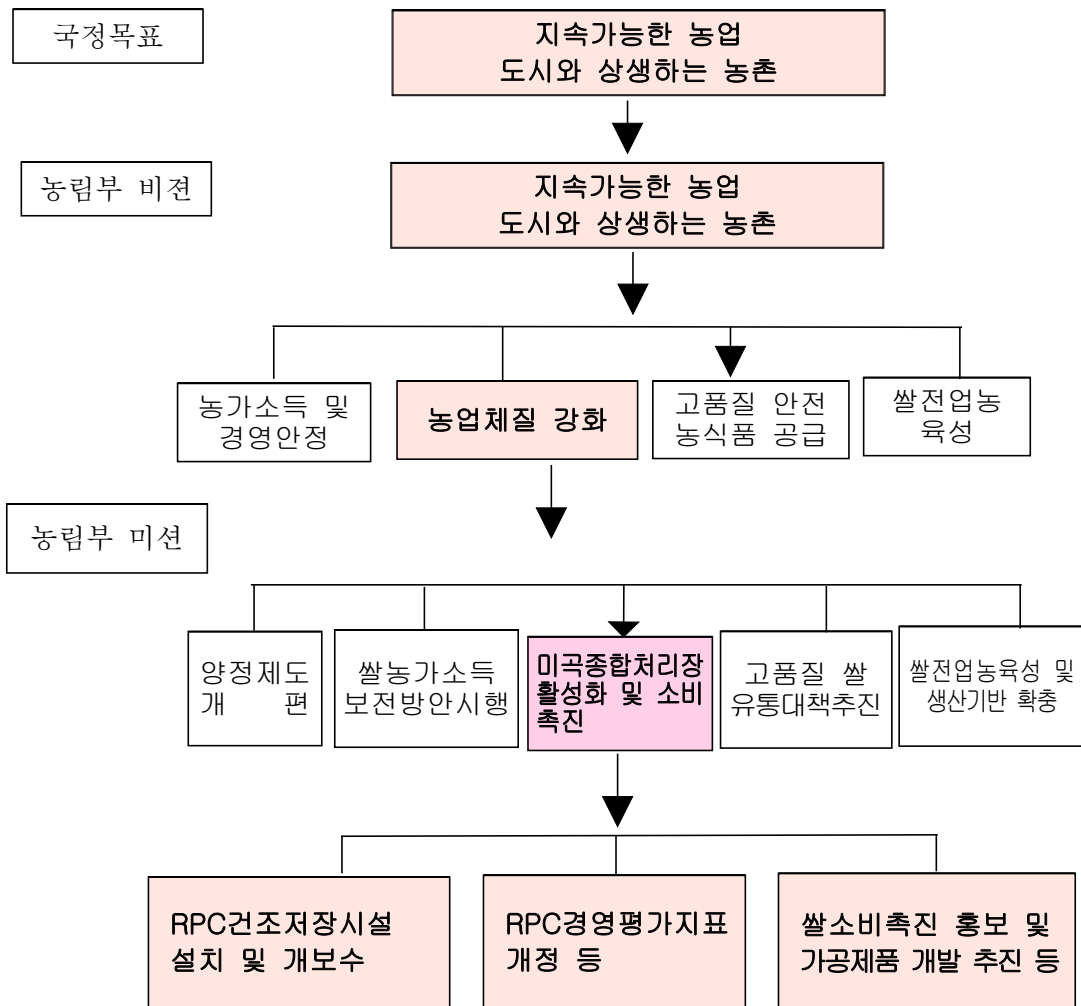 국정목표
지속가능한 농업
도시와 상생하는 농촌
농림부 비젼
지속가능한 농업
도시와 상생하는 농촌
농가소득 및
경영안정
농업체질 강화
고품질 안전
농식품 공급
쌀전업농
육성
농림부 미션
양정제도
개 편
쌀농가소득
보전방안시행
미곡종합처리장
활성화 및 소비
촉진
고품질 쌀
유통대책추진
쌀전업농육성 및
생산기반 확충
RPC건조저장시설
설치 및 개보수
RPC경영평가지표
개정 등
쌀소비촉진 홍보 및
가공제품 개발 추진 등